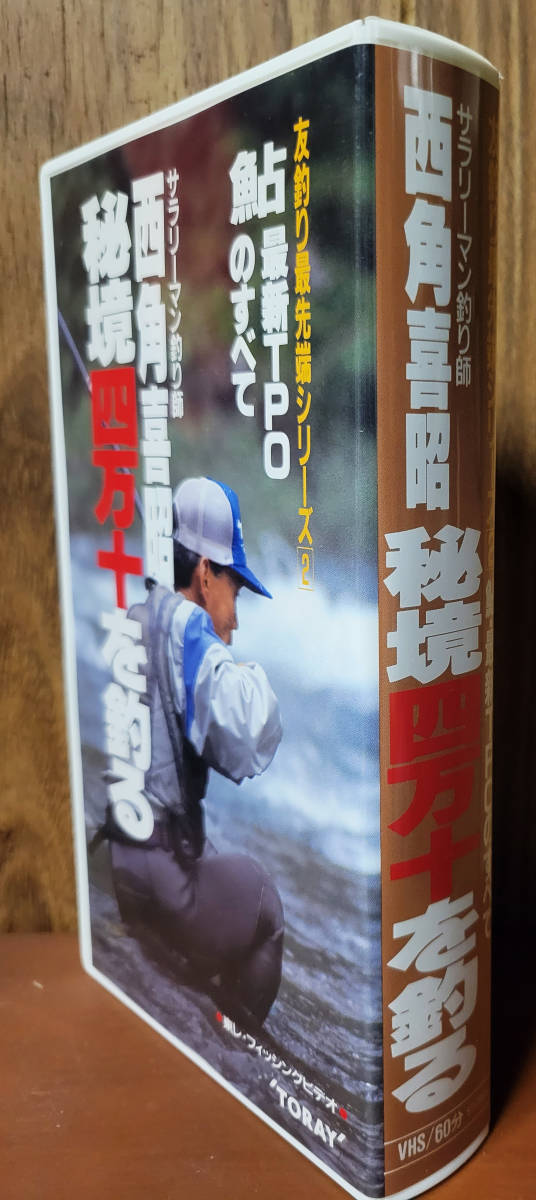 友釣り最先端シリーズ[2]
鮎 最新TPO
のすべて
サラリーマン釣り師
西角喜昭
秘境四万十を釣る
■東レ・フィッシングビデオ■
'TORAY'
サラリーマン釣り師
西角喜昭
秘境四万十を釣る
VHS/60分